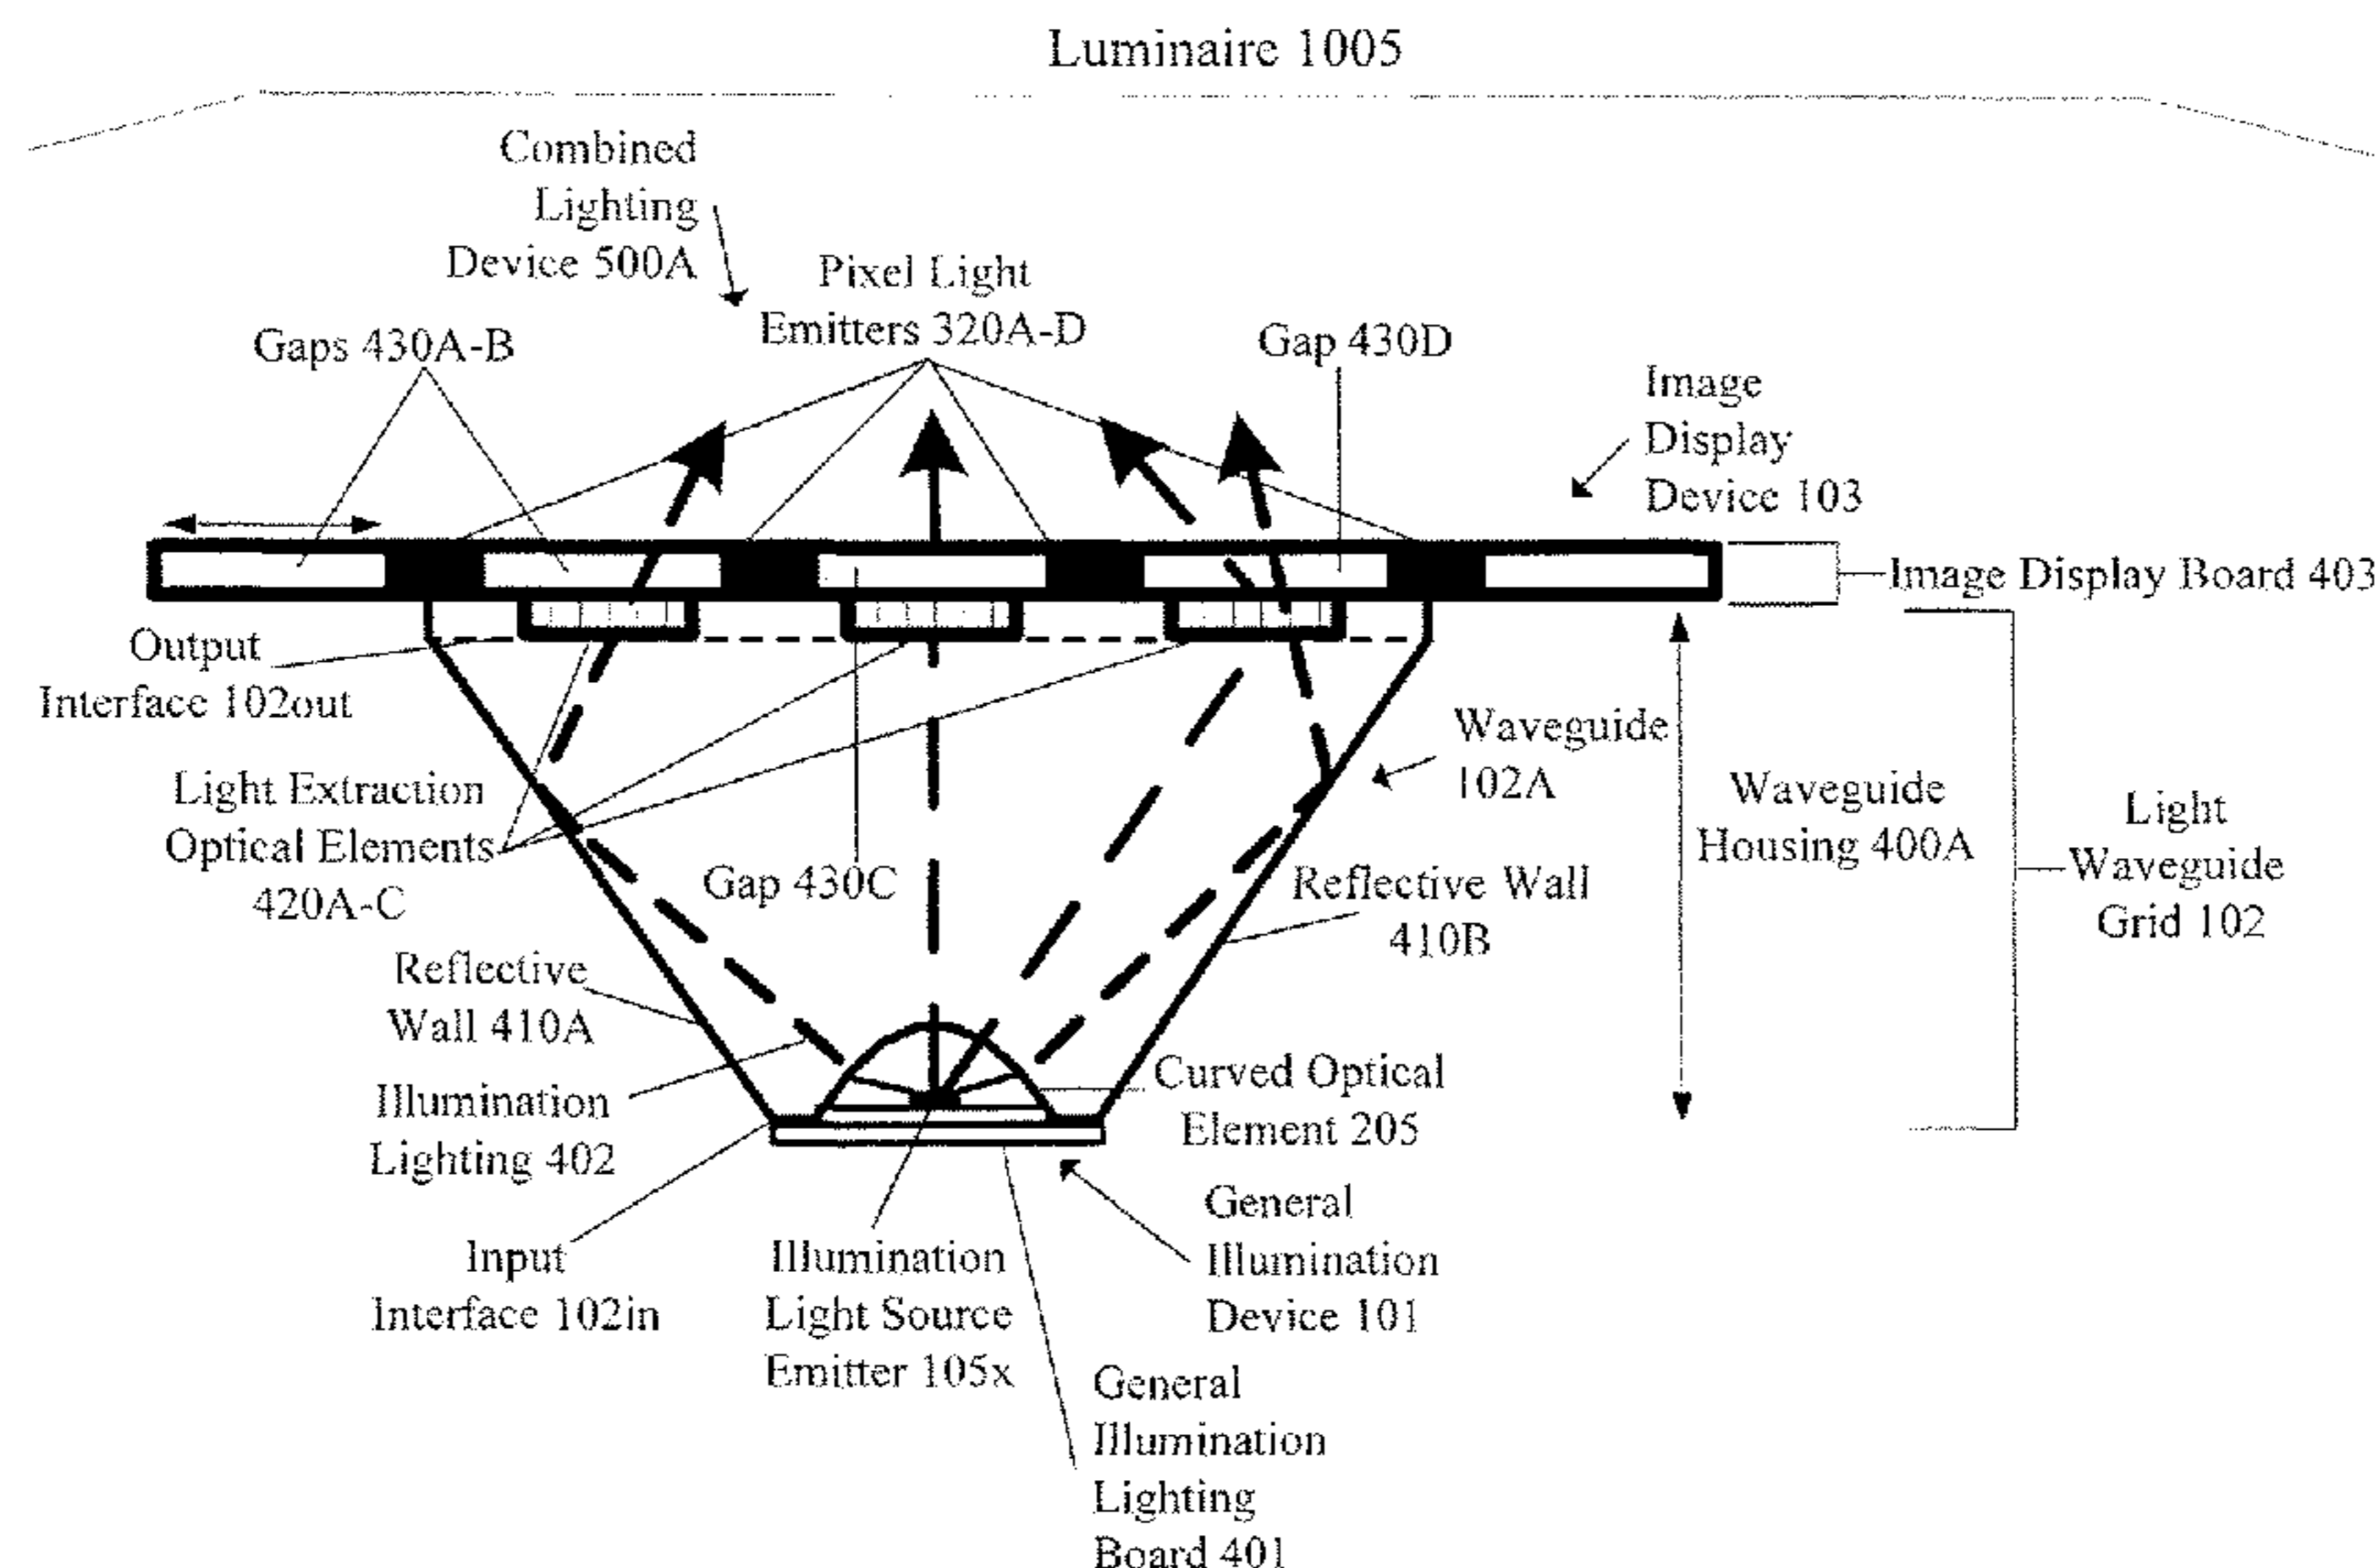 Luminaire 1005
Combined
Lighting
Device 500A
Pixel Light
Emitters 320A-D
Gaps 430A-B
Gap 430D
Image
Display
Device 103
Image Display Board 403
Output
Interface 102out
Waveguide
102A
Waveguide
Housing 400A
Light
Waveguide
Grid 102
Light Extraction
Optical Elements
420A-C
Gap 430C
Reflective Wall
410B
Reflective
Wall 410A
Illumination
Lighting 402
Curved Optical
Element 205
Input
Interface 102in
Illumination
Light Source
Emitter 105x
General
Illumination
Device 101
General
Illumination
Lighting
Board 401